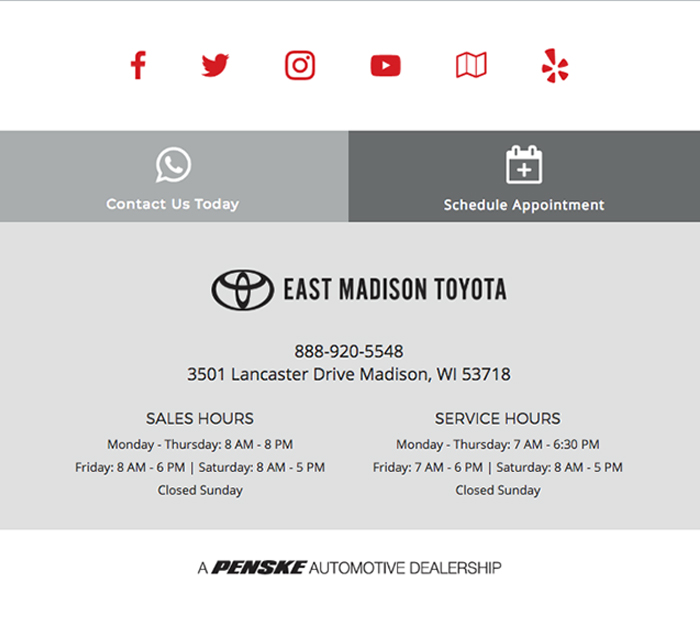 Contact Us Today
Schedule Appointment
EAST MADISON TOYOTA
888-920-5548
3501 Lancaster Drive Madison, WI 53718
SALES HOURS
Monday - Thursday: 8 AM - 8 PM
Friday: 8 AM - 6 PM | Saturday: 8 AM - 5 PM
Closed Sunday
SERVICE HOURS
Monday - Thursday: 7 AM - 6:30 PM
Friday: 7 AM - 6 PM | Saturday: 8 AM - 5 PM
Closed Sunday
A PENSKE AUTOMOTIVE DEALERSHIP